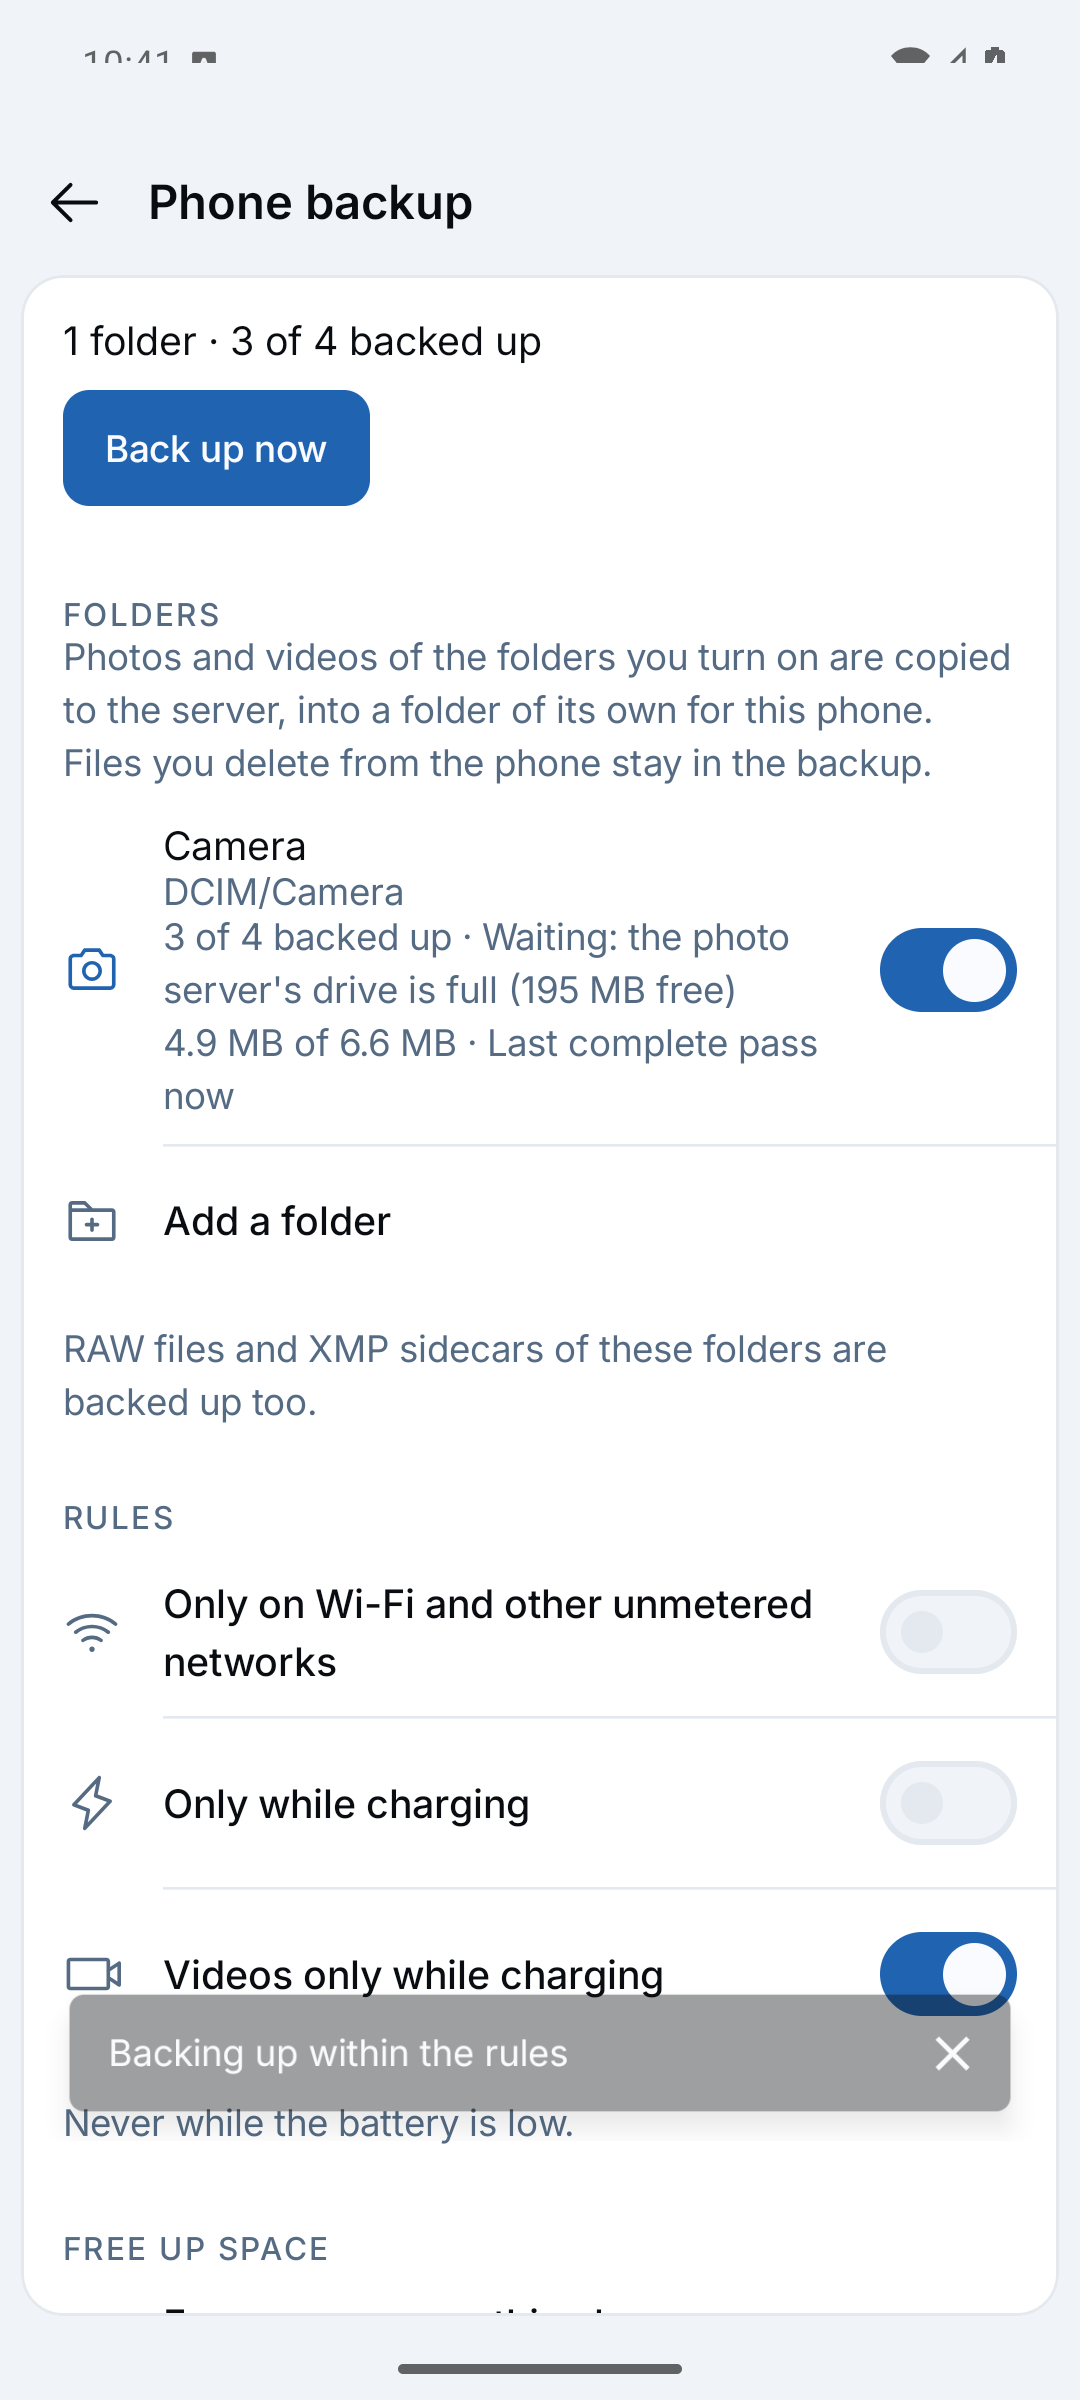 10:41
Phone backup
1 folder · 3 of 4 backed up
Back up now
FOLDERS
Photos and videos of the folders you turn on are copied
to the server, into a folder of its own for this phone.
Files you delete from the phone stay in the backup.
Camera
DCIM/Camera
3 of 4 backed up · Waiting: the photo
server's drive is full (195 MB free)
4.9 MB of 6.6 MB · Last complete pass
now
Add a folder
RAW files and XMP sidecars of these folders are
backed up too.
RULES
Only on Wi-Fi and other unmetered
networks
Only while charging
Videos only while charging
Backing up within the rules
Never while the battery is low.
FREE UP SPACE